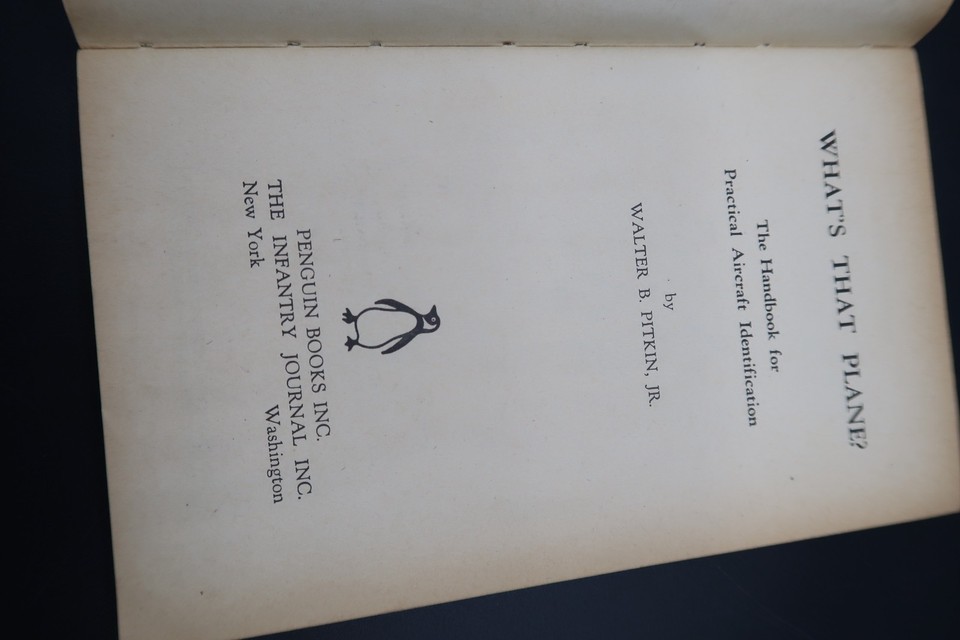 WHAT'S THAT PLANE?
The Handbook for
Practical Aircraft Identification
by
WALTER B. PITKIN, JR.
PENGUIN BOOKS INC.
THE INFANTRY JOURNAL INC.
New York Washington